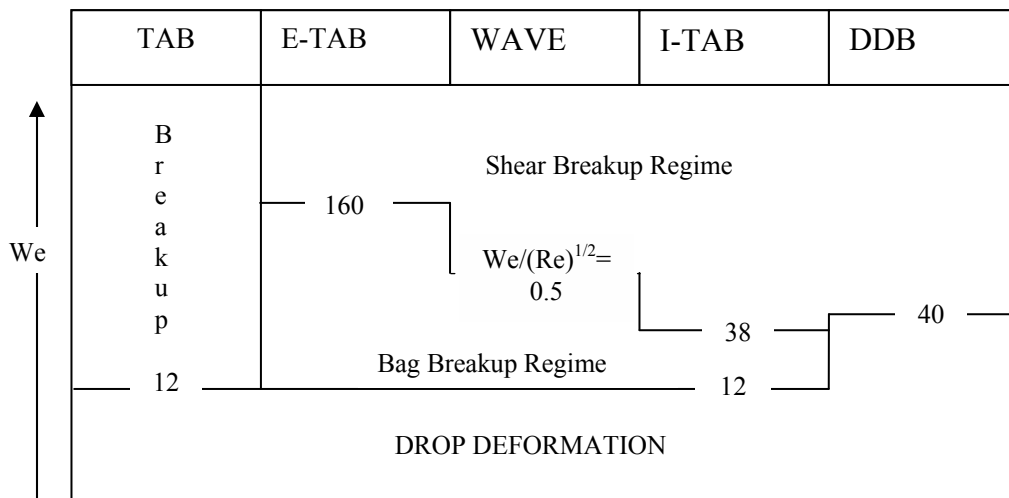 TAB E-TAB WAVE I-TAB DDB
B
r
e
a
k
u
p
Shear Breakup Regime
160
We
We/(Re)^1/2=
0.5
38
40
Bag Breakup Regime
12
12
DROP DEFORMATION